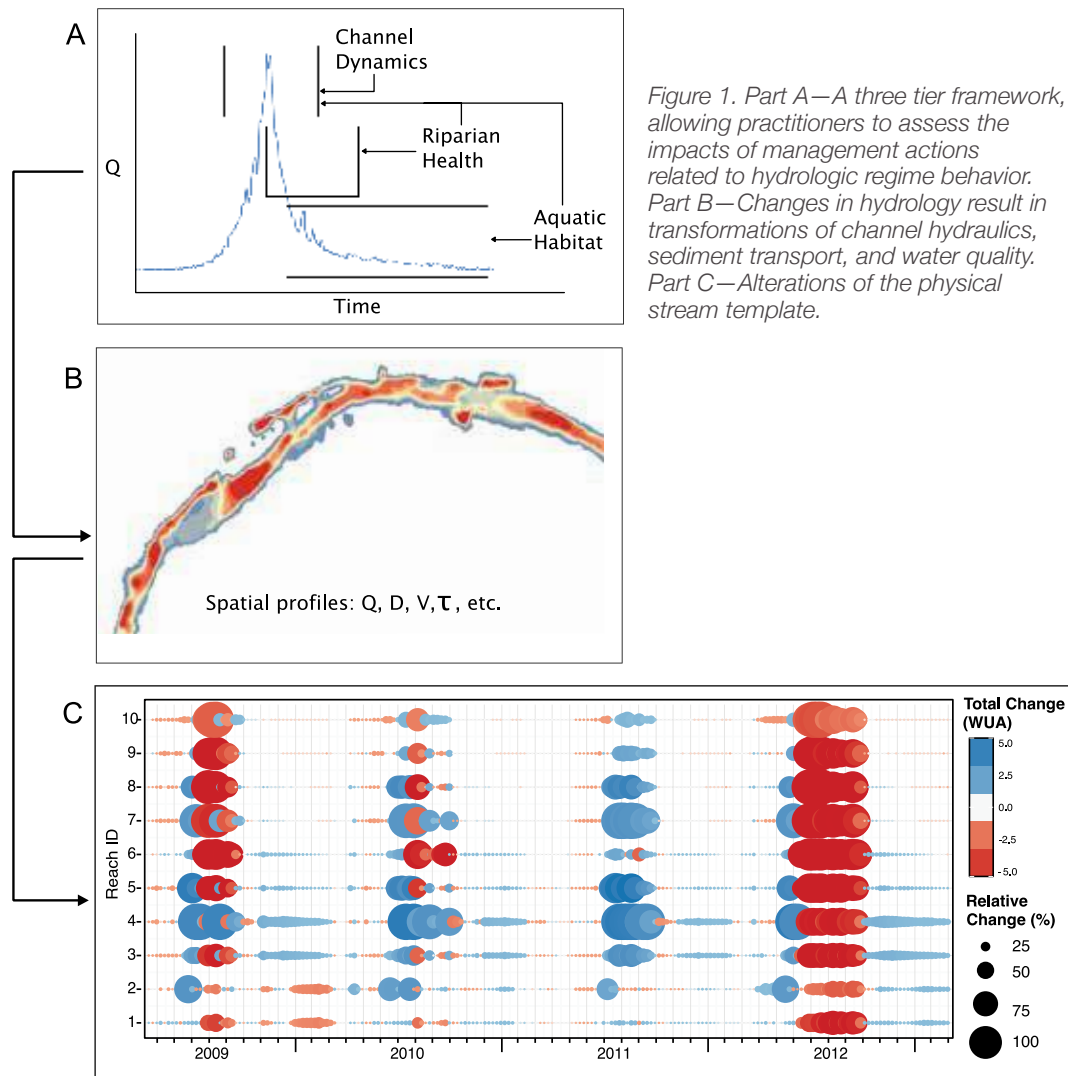 A
Channel
Dynamics
Riparian
Health
Aquatic
Habitat
Q
Time
Figure 1. Part A—A three tier framework,
allowing practitioners to assess the
impacts of management actions
related to hydrologic regime behavior.
Part B—Changes in hydrology result in
transformations of channel hydraulics,
sediment transport, and water quality.
Part C—Alterations of the physical
stream template.
B
Spatial profiles: Q, D, V, τ, etc.
C
Reach ID
10
9
8
7
6
5
4
3
2
1
2009
2010
2011
2012
Total Change
(WUA)
5.0
2.5
0.0
-2.5
-5.0
Relative
Change (%)
25
50
75
100